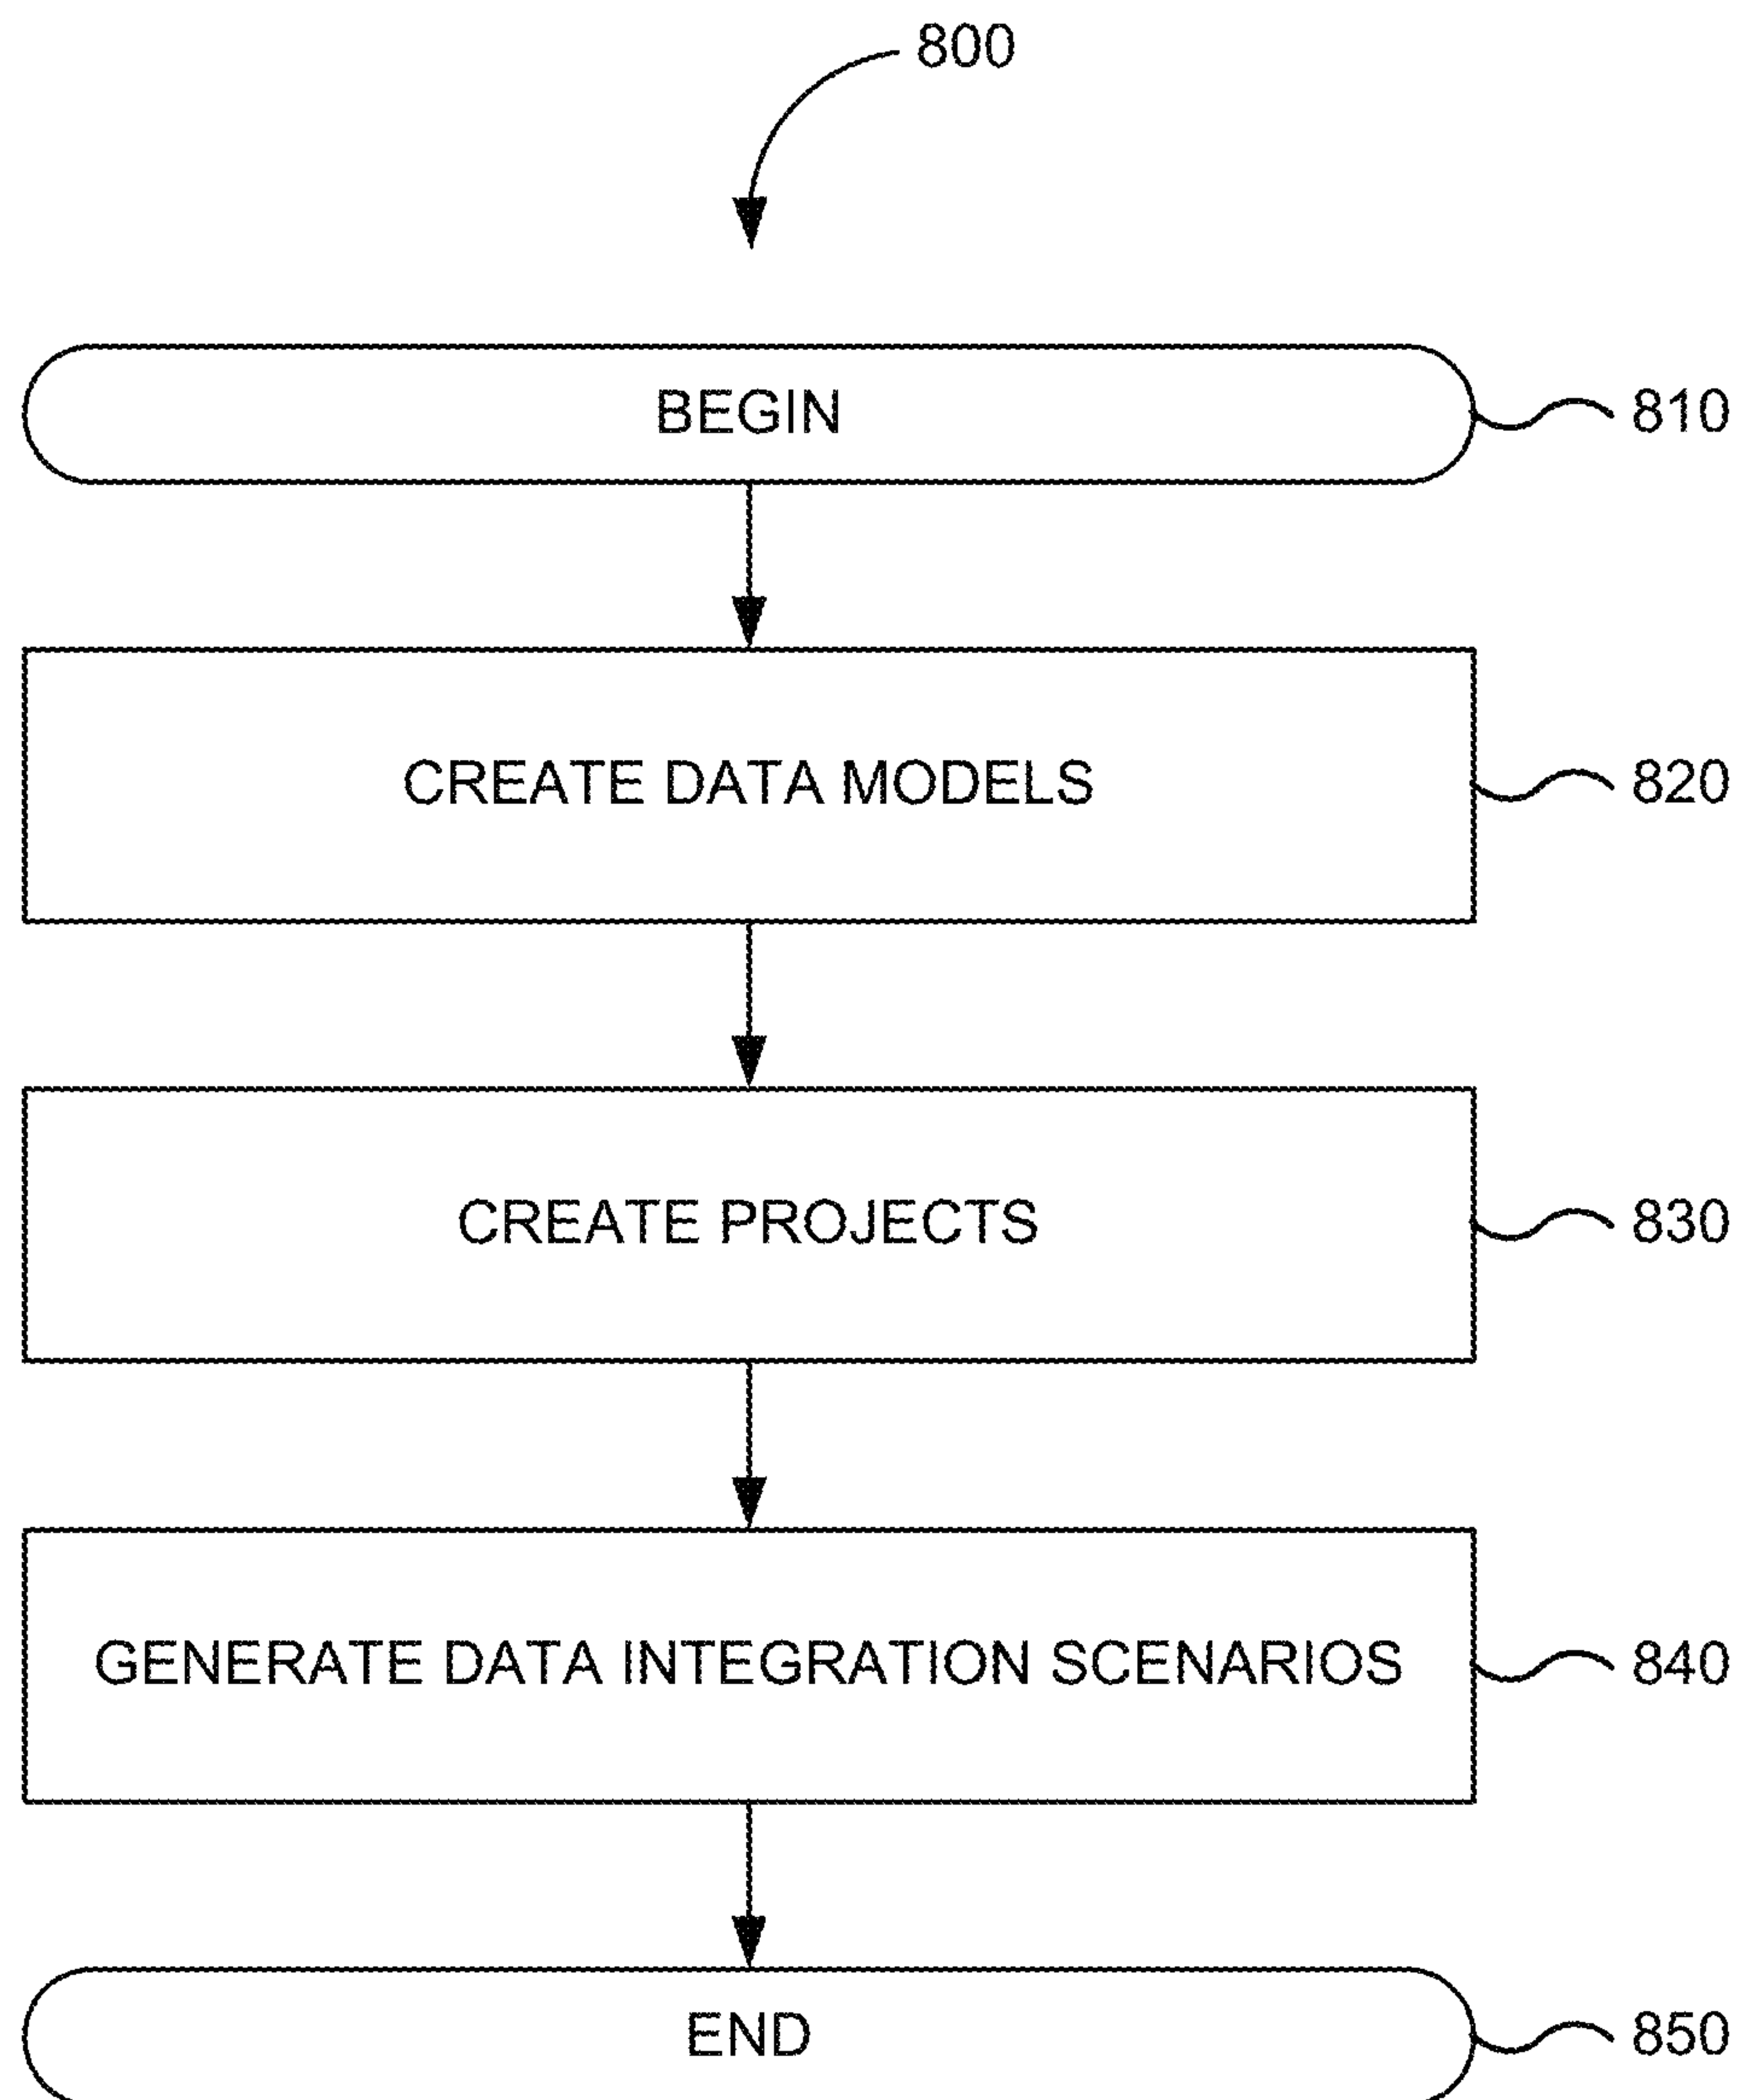 800
BEGIN 810
CREATE DATA MODELS 820
CREATE PROJECTS 830
GENERATE DATA INTEGRATION SCENARIOS 840
END 850